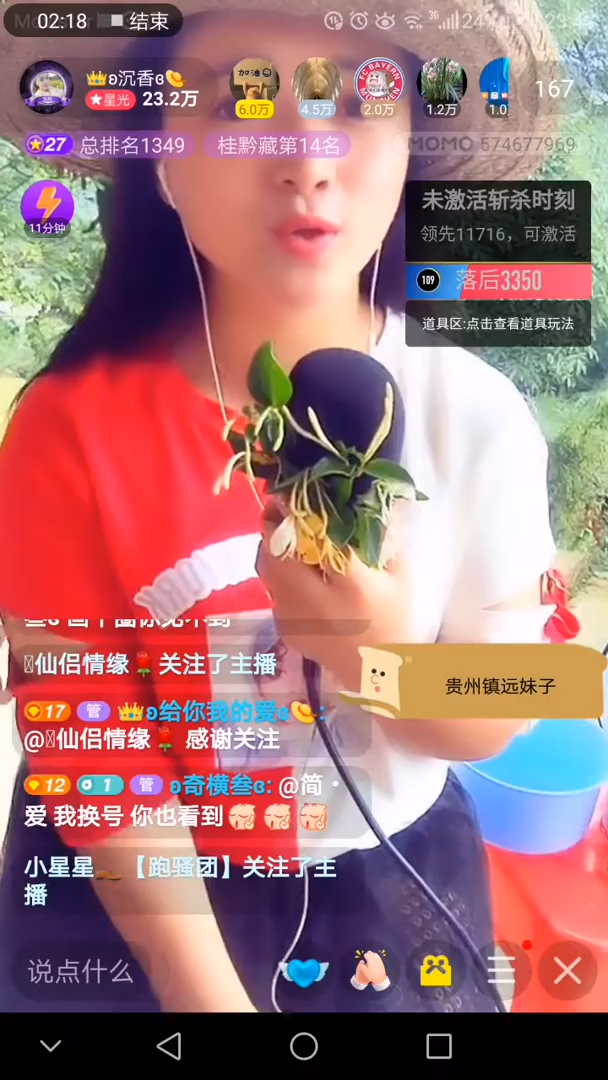 02:18 结束
3G
👑ʚ沉香ɞ👒
星光 23.2万
加油
6.0万
4.5万
FC BAYERN
2.0万
1.2万
1.0
167
27 总排名1349
桂黔藏第14名
MOMO 574677969
11分钟
未激活斩杀时刻
领先11716，可激活
109 落后3350
道具区:点击查看道具玩法
仙侣情缘🌹关注了主播
贵州镇远妹子
17 管 👑ʚ给你我的爱ɞ👒:
@仙侣情缘🌹 感谢关注
12 1 管 ʚ奇横叁ɞ: @简·
爱 我换号 你也看到
小星星 【跑骚团】关注了主
播
说点什么